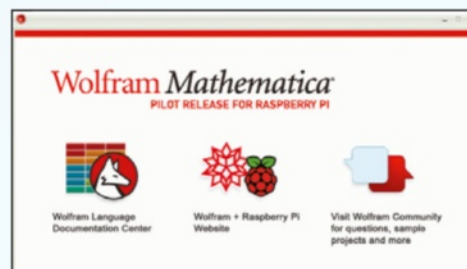 Wolfram Mathematica
PILOT RELEASE FOR RASPBERRY PI
Wolfram Language
Documentation Center
Wolfram + Raspberry Pi
Website
Visit Wolfram Community
for questions, sample
projects and more